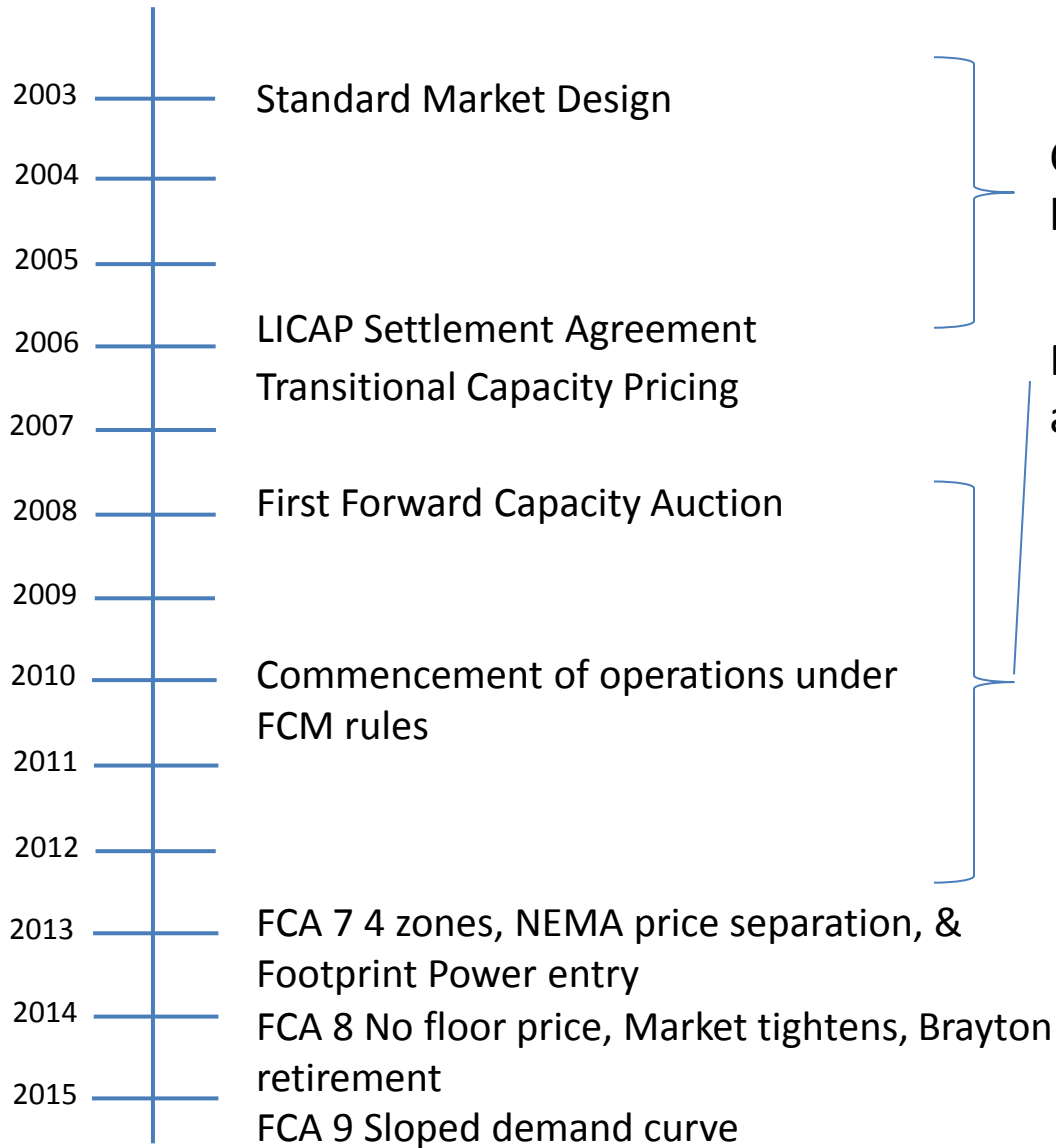 2003 Standard Market Design
2004
2005
2006 LICAP Settlement Agreement
Transitional Capacity Pricing
2007
2008 First Forward Capacity Auction
2009
2010 Commencement of operations under
FCM rules
2011
2012
2013 FCA 7 4 zones, NEMA price separation, &
Footprint Power entry
2014 FCA 8 No floor price, Market tightens, Brayton
retirement
2015
FCA 9 Sloped demand curve